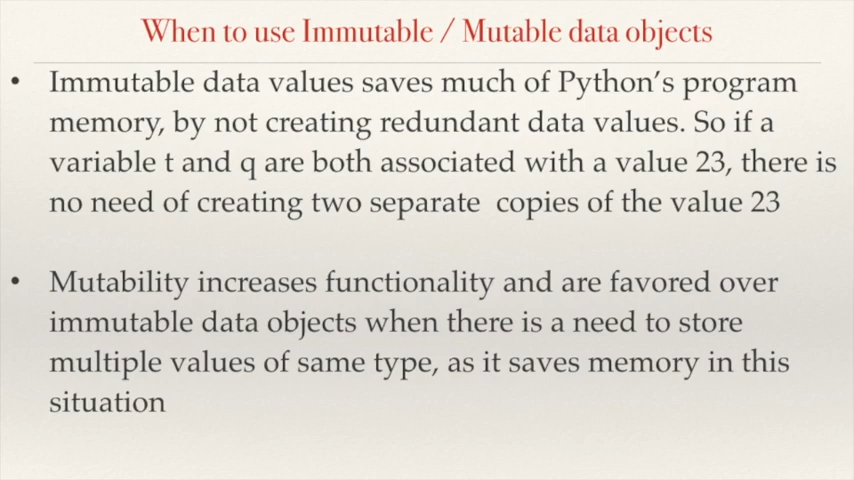 When to use Immutable / Mutable data objects
• Immutable data values saves much of Python's program
memory, by not creating redundant data values. So if a
variable t and q are both associated with a value 23, there is
no need of creating two separate copies of the value 23
• Mutability increases functionality and are favored over
immutable data objects when there is a need to store
multiple values of same type, as it saves memory in this
situation